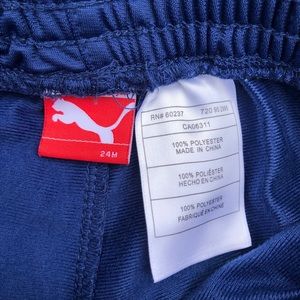 24M
RN# 60237
CA06311
100% POLYESTER
MADE IN CHINA
100% POLIÉSTER
HECHO EN CHINA
100% POLYESTER
FABRIQUÉ EN CHINE